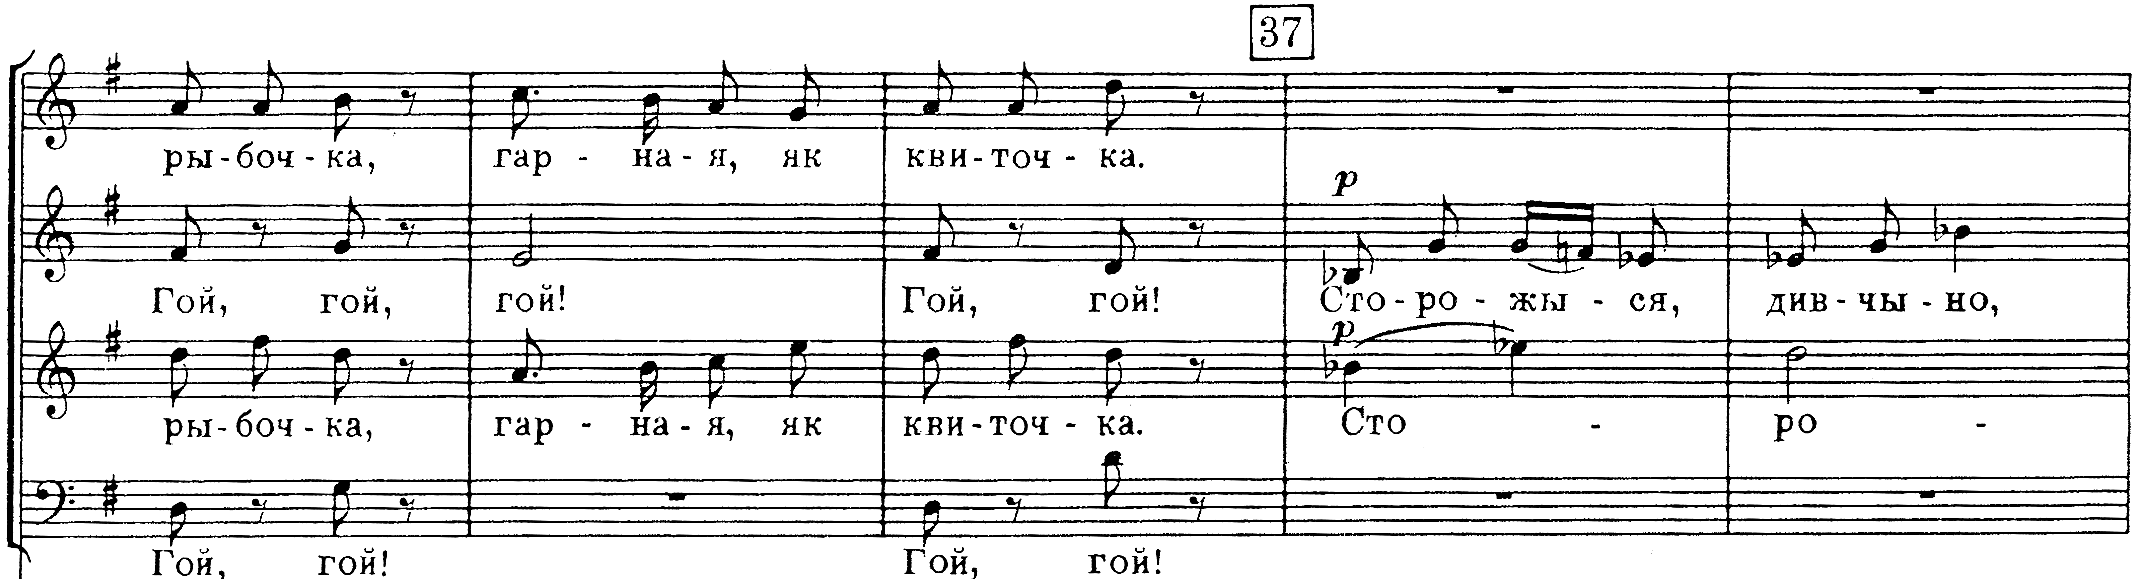 37
ры-боч-ка, гар - на-я, як кви-точ-ка.
p
Гой, гой, гой! Гой, гой! Сто-ро-жы-ся, див-чы-но,
p
ры-боч-ка, гар - на-я, як кви-точ-ка. Сто - ро -
Гой, гой! Гой, гой!